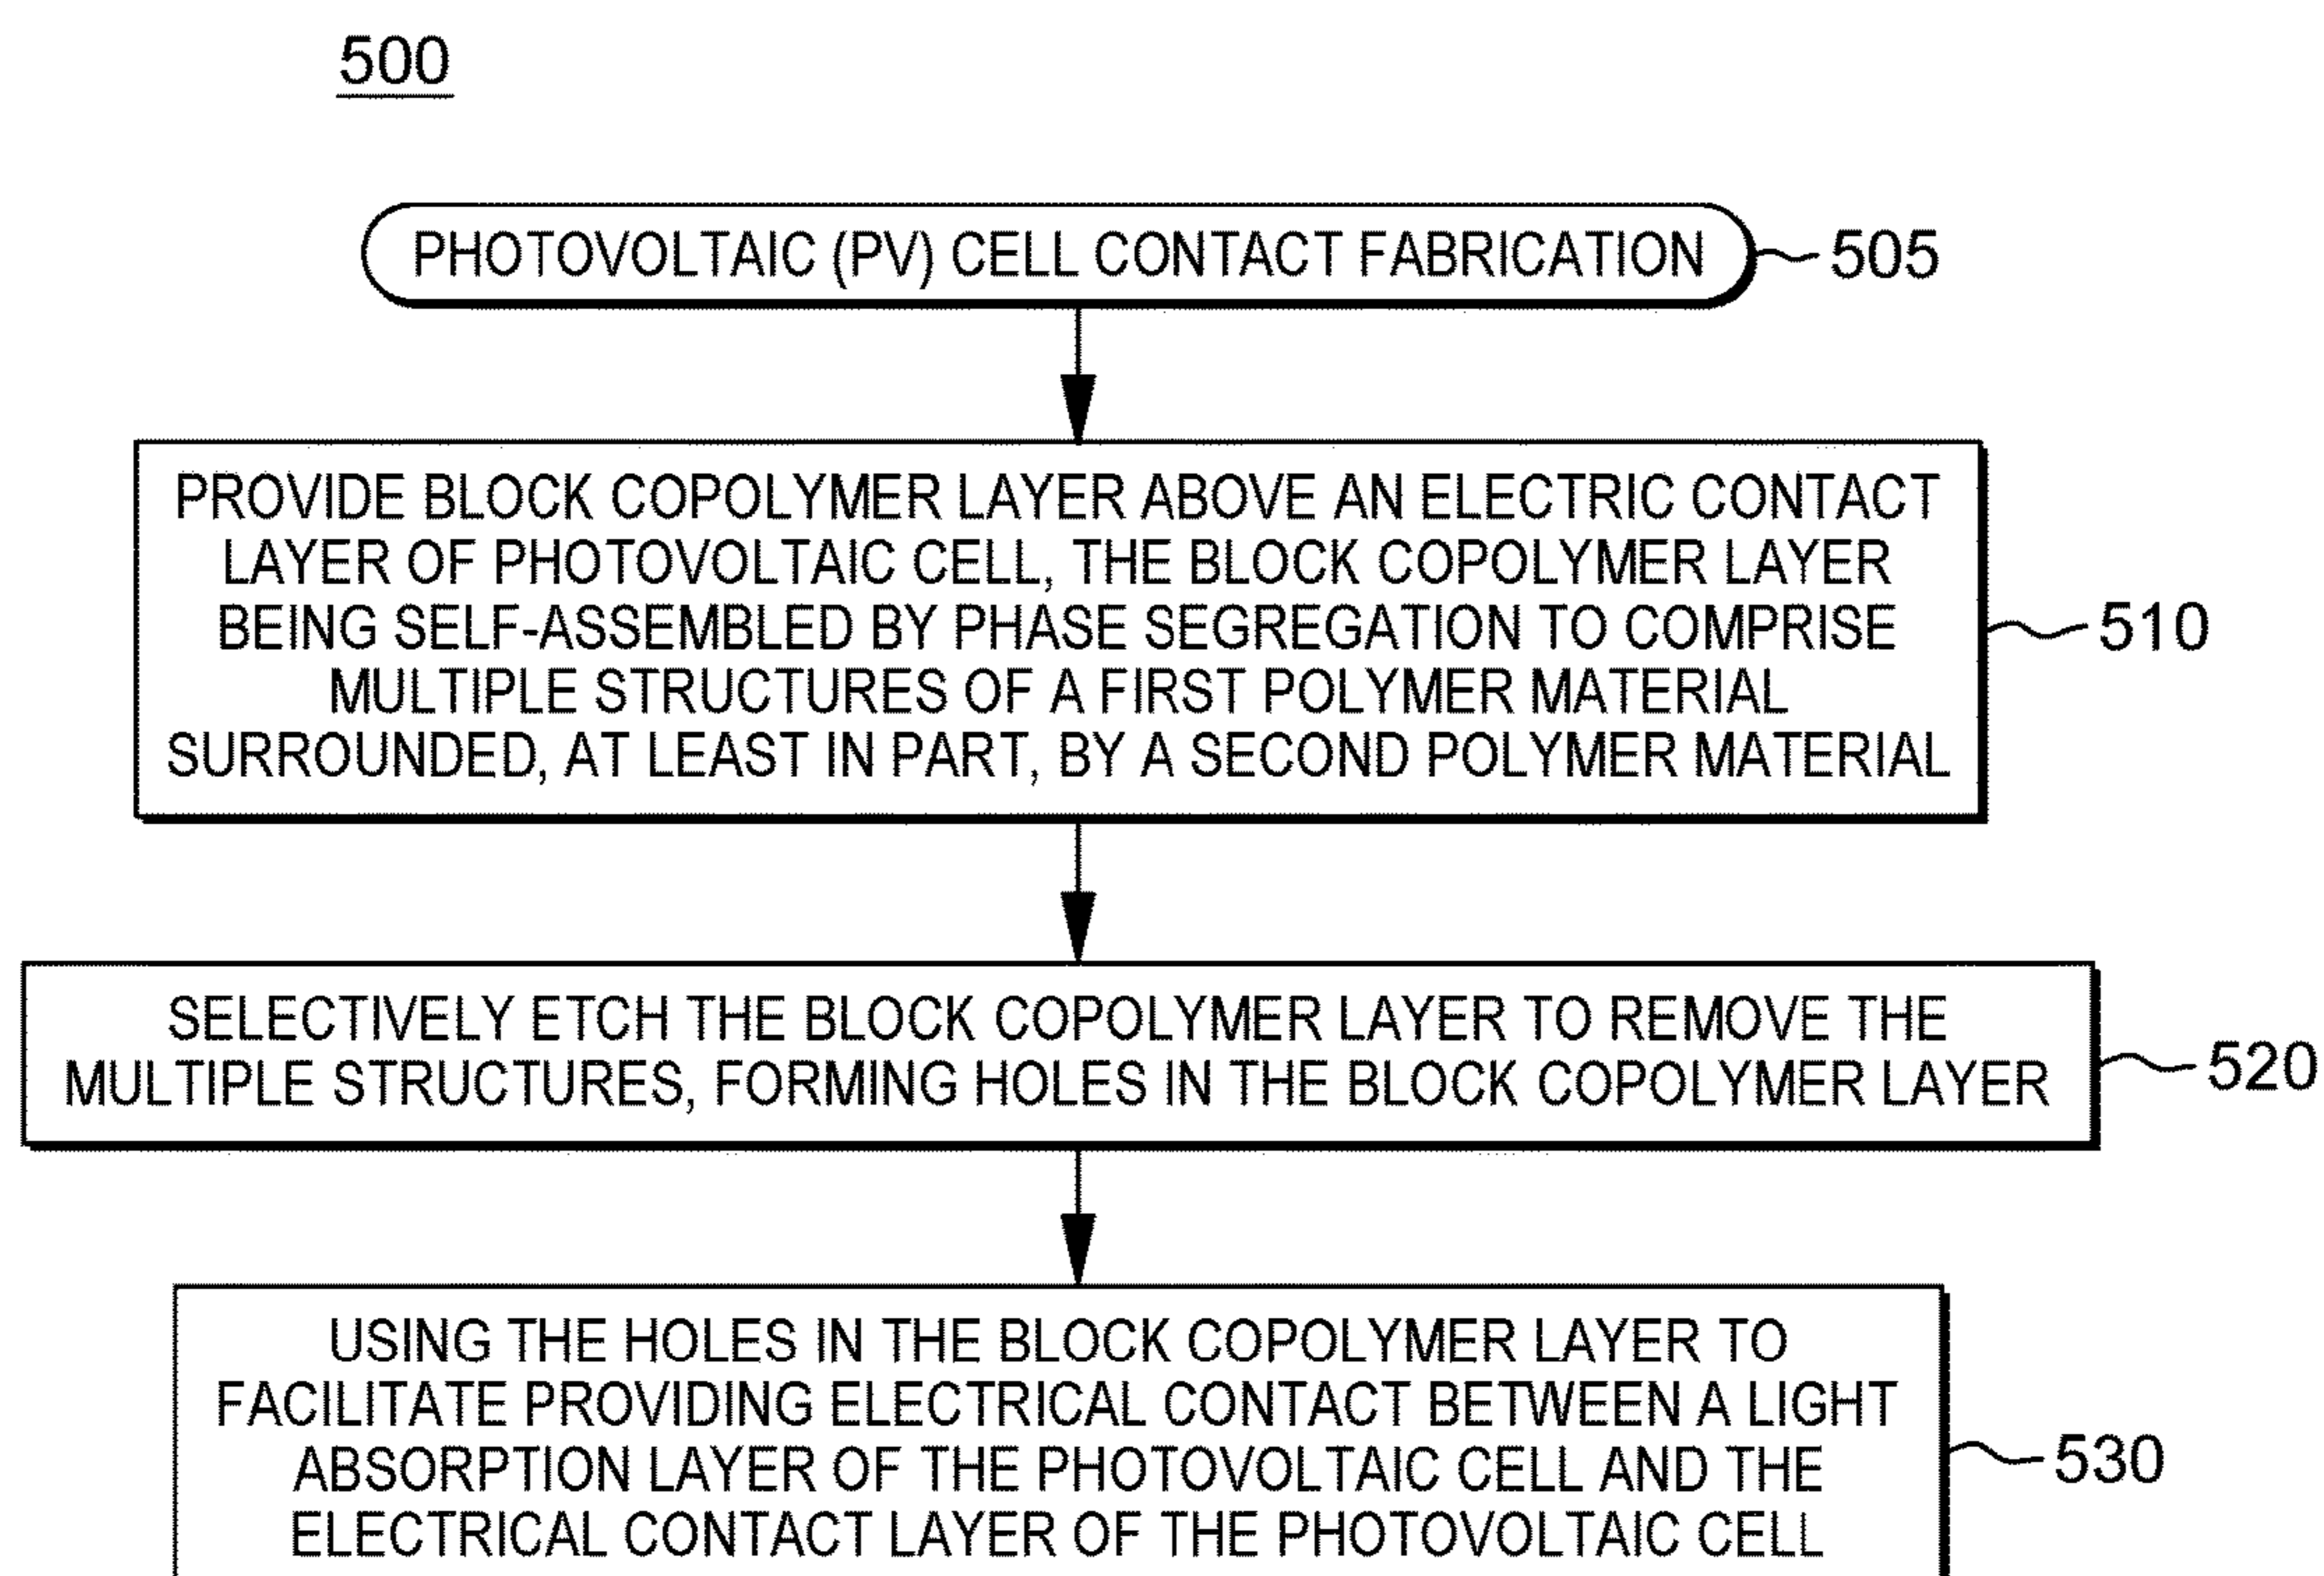 500
PHOTOVOLTAIC (PV) CELL CONTACT FABRICATION
505
PROVIDE BLOCK COPOLYMER LAYER ABOVE AN ELECTRIC CONTACT
LAYER OF PHOTOVOLTAIC CELL, THE BLOCK COPOLYMER LAYER
BEING SELF-ASSEMBLED BY PHASE SEGREGATION TO COMPRISE
MULTIPLE STRUCTURES OF A FIRST POLYMER MATERIAL
SURROUNDED, AT LEAST IN PART, BY A SECOND POLYMER MATERIAL
510
SELECTIVELY ETCH THE BLOCK COPOLYMER LAYER TO REMOVE THE
MULTIPLE STRUCTURES, FORMING HOLES IN THE BLOCK COPOLYMER LAYER
520
USING THE HOLES IN THE BLOCK COPOLYMER LAYER TO
FACILITATE PROVIDING ELECTRICAL CONTACT BETWEEN A LIGHT
ABSORPTION LAYER OF THE PHOTOVOLTAIC CELL AND THE
ELECTRICAL CONTACT LAYER OF THE PHOTOVOLTAIC CELL
530